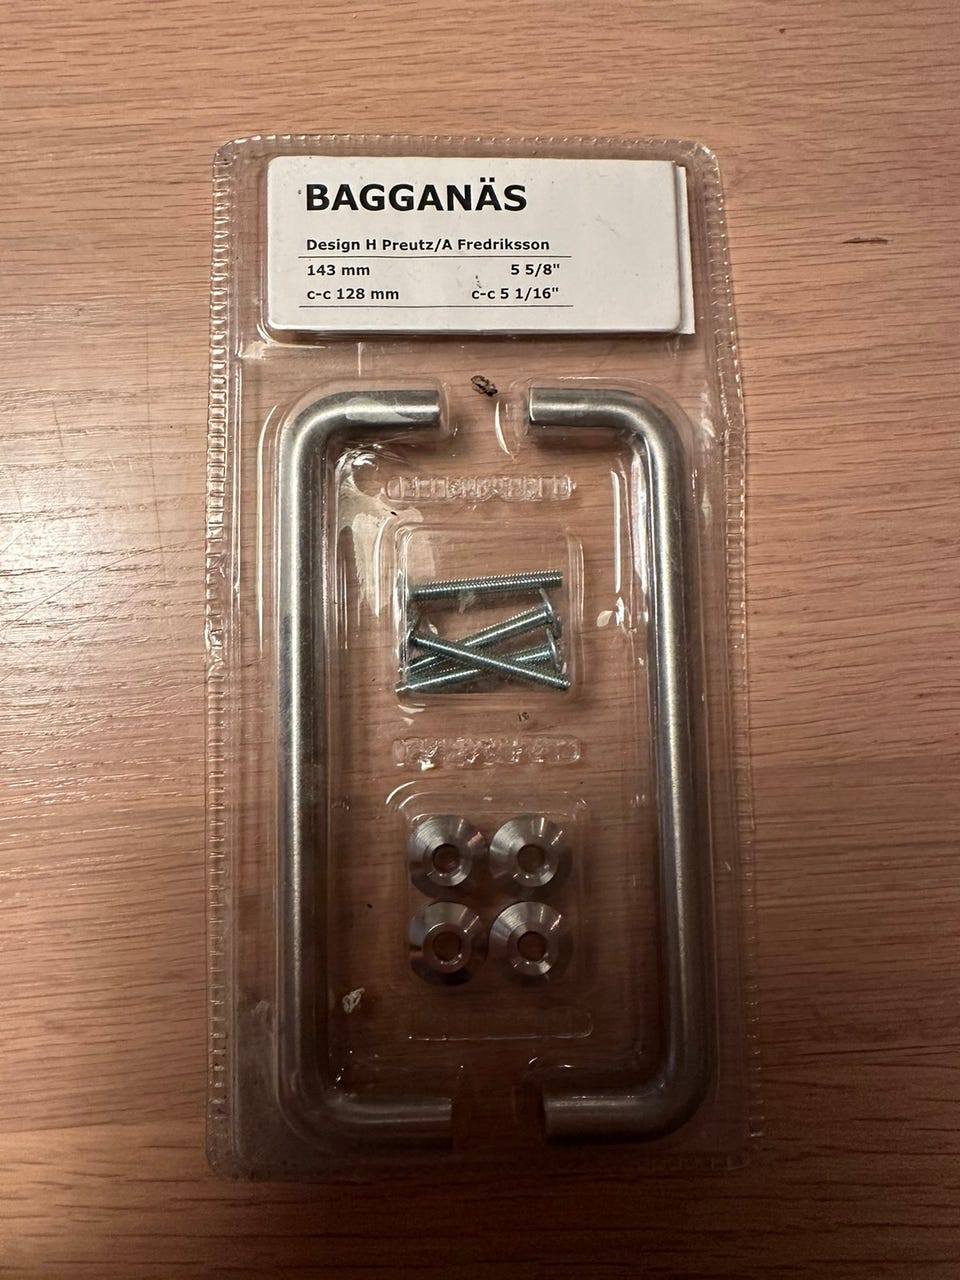 BAGGANÄS
Design H Preutz/A Fredriksson
143 mm 5 5/8"
c-c 128 mm c-c 5 1/16"